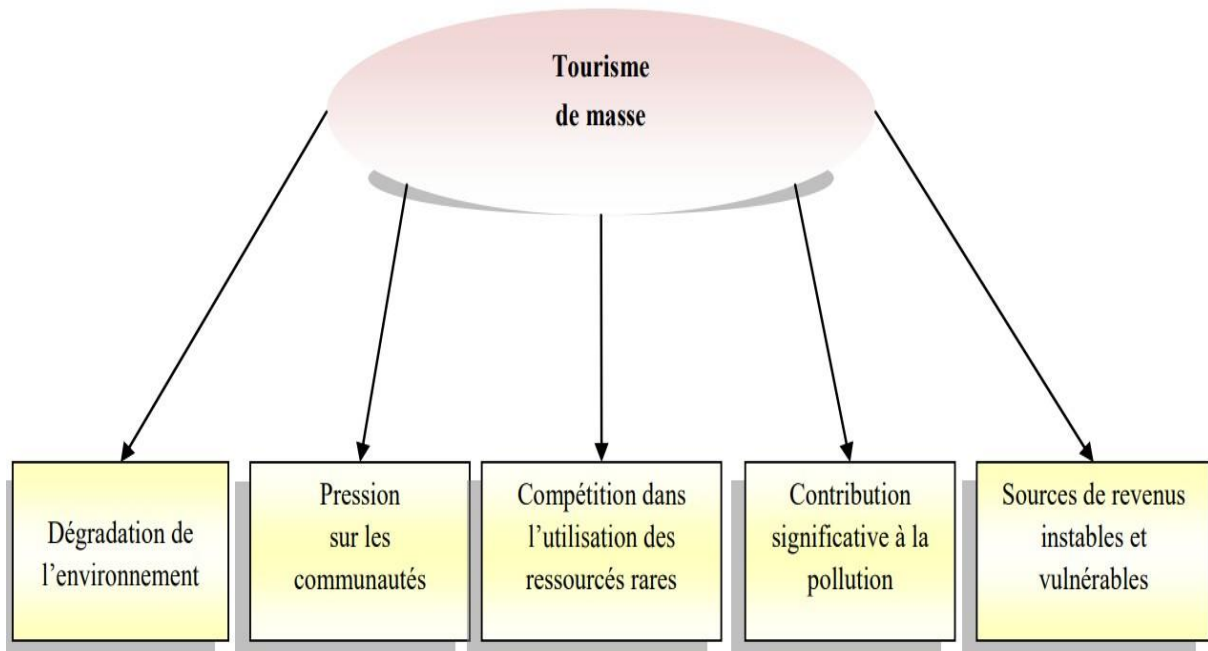 Tourisme
de masse
Dégradation de
l'environnement
Pression
sur les
communautés
Compétition dans
l'utilisation des
ressourcés rares
Contribution
significative à la
pollution
Sources de revenus
instables et
vulnérables